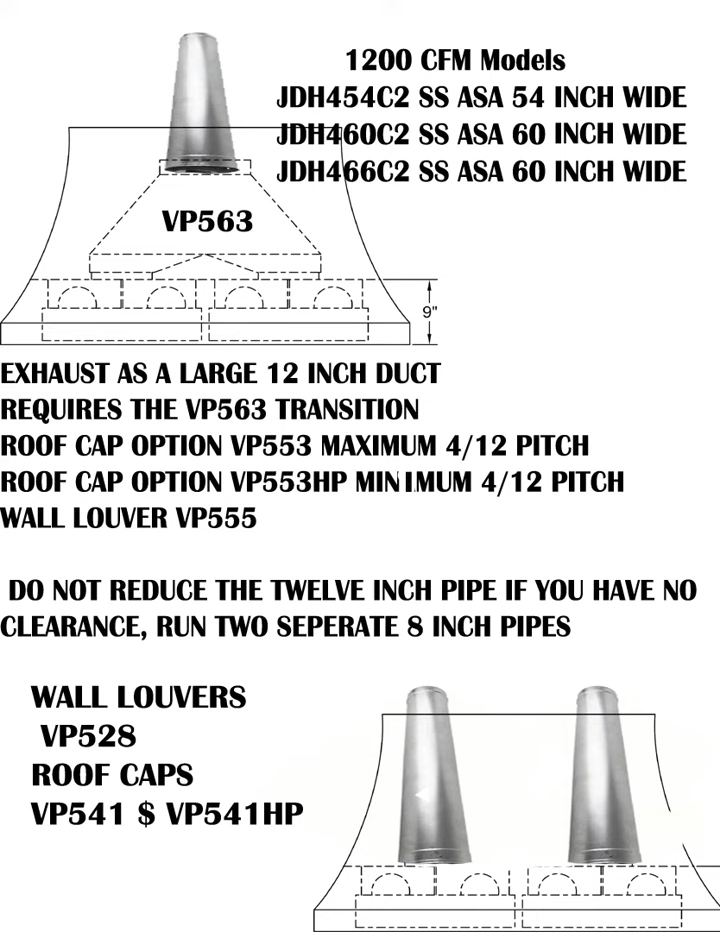 1200 CFM Models
JDH454C2 SS ASA 54 INCH WIDE
JDH460C2 SS ASA 60 INCH WIDE
JDH466C2 SS ASA 60 INCH WIDE
VP563
9"
EXHAUST AS A LARGE 12 INCH DUCT
REQUIRES THE VP563 TRANSITION
ROOF CAP OPTION VP553 MAXIMUM 4/12 PITCH
ROOF CAP OPTION VP553HP MINIMUM 4/12 PITCH
WALL LOUVER VP555
DO NOT REDUCE THE TWELVE INCH PIPE IF YOU HAVE NO
CLEARANCE, RUN TWO SEPERATE 8 INCH PIPES
WALL LOUVERS
VP528
ROOF CAPS
VP541 $ VP541HP